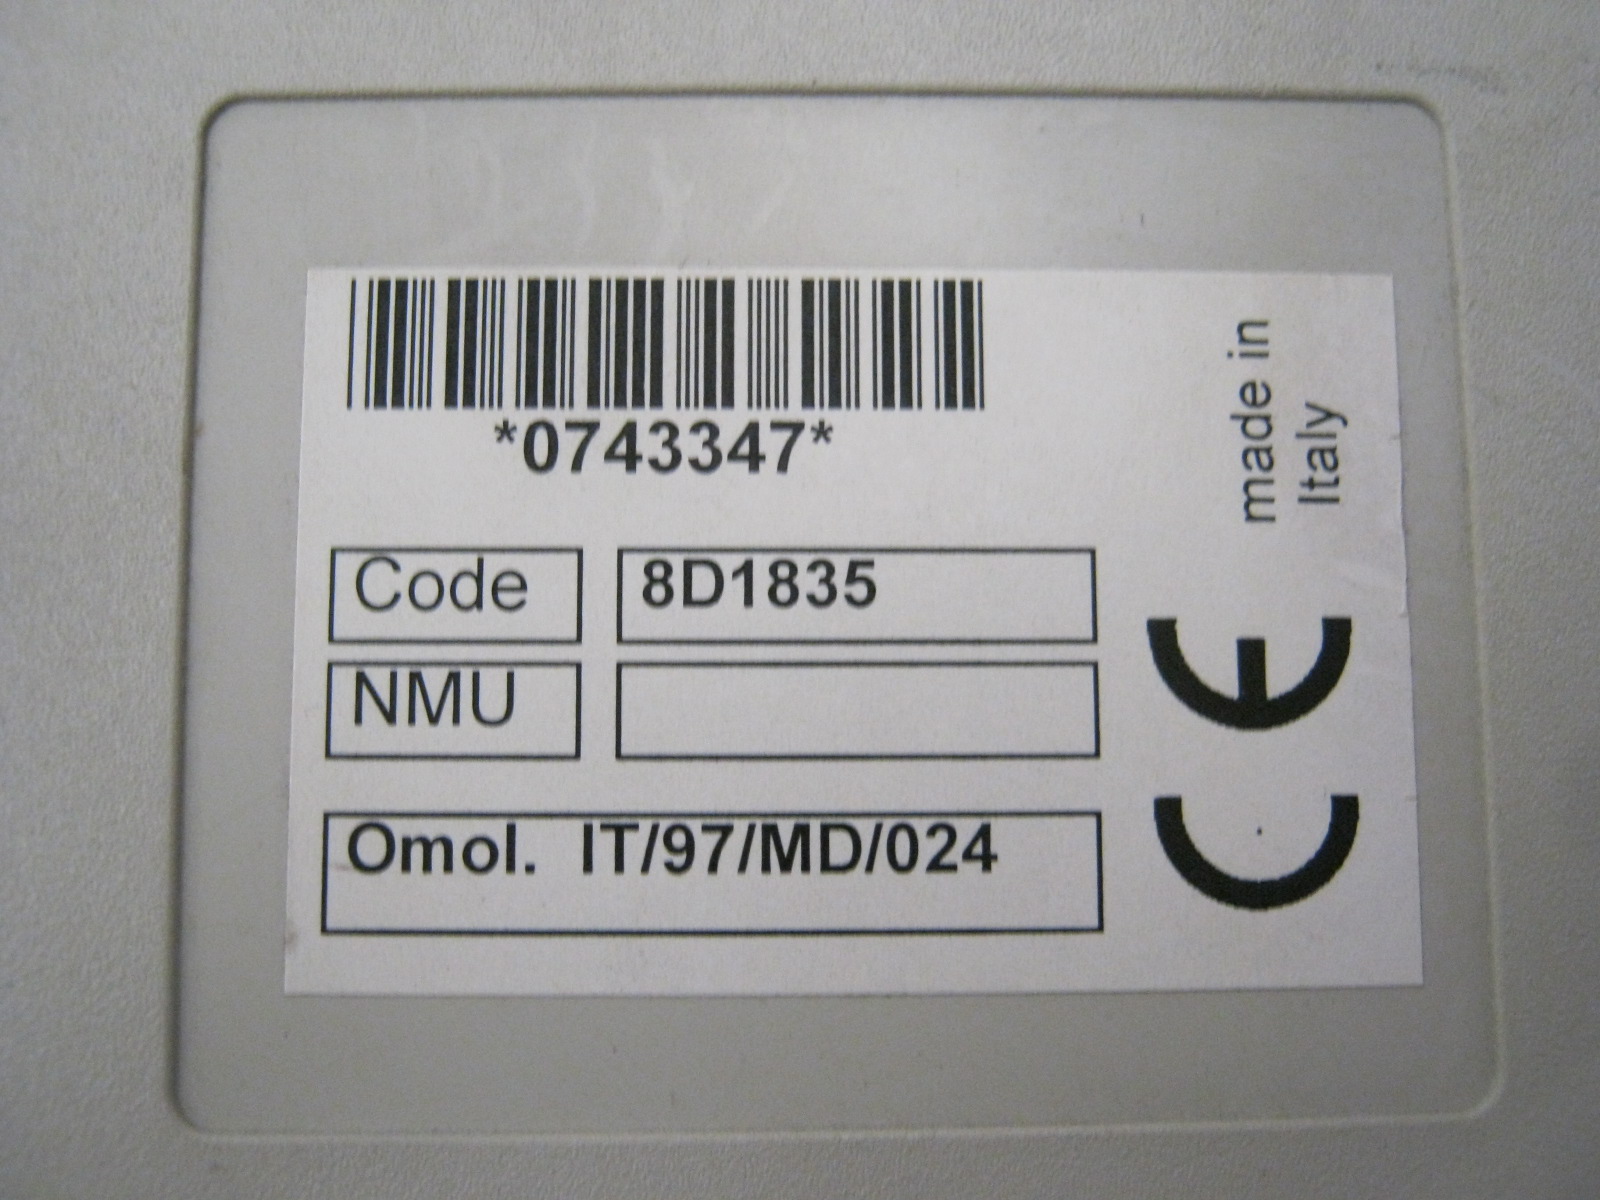 *0743347*
Code 8D1835
NMU
Omol. IT/97/MD/024
made in
Italy
CE